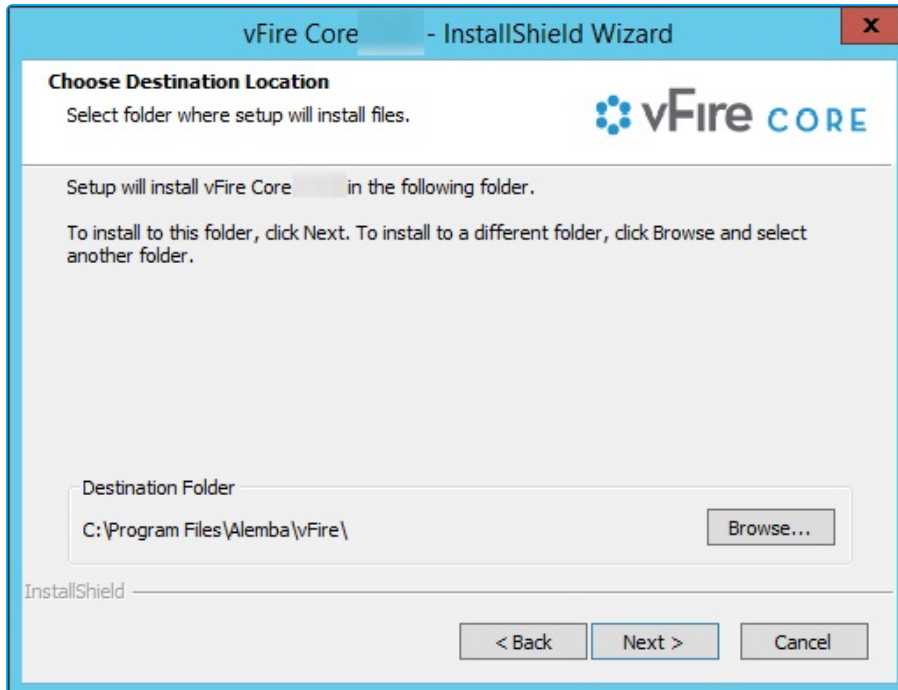 vFire Core - InstallShield Wizard
x
Choose Destination Location
Select folder where setup will install files.
vFire CORE
Setup will install vFire Core in the following folder.
To install to this folder, click Next. To install to a different folder, click Browse and select
another folder.
Destination Folder
C:\Program Files\Alemba\vFire\
Browse...
InstallShield
< Back
Next >
Cancel